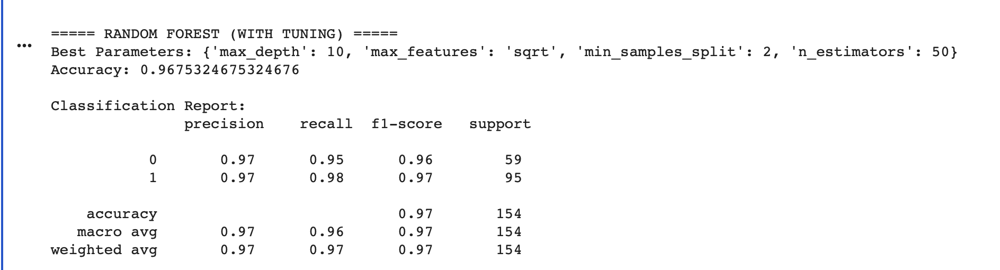 ===== RANDOM FOREST (WITH TUNING) =====
Best Parameters: {'max_depth': 10, 'max_features': 'sqrt', 'min_samples_split': 2, 'n_estimators': 50}
Accuracy: 0.9675324675324676
Classification Report:
precision recall f1-score support
0 0.97 0.95 0.96 59
1 0.97 0.98 0.97 95
accuracy 0.97 154
macro avg 0.97 0.96 0.97 154
weighted avg 0.97 0.97 0.97 154